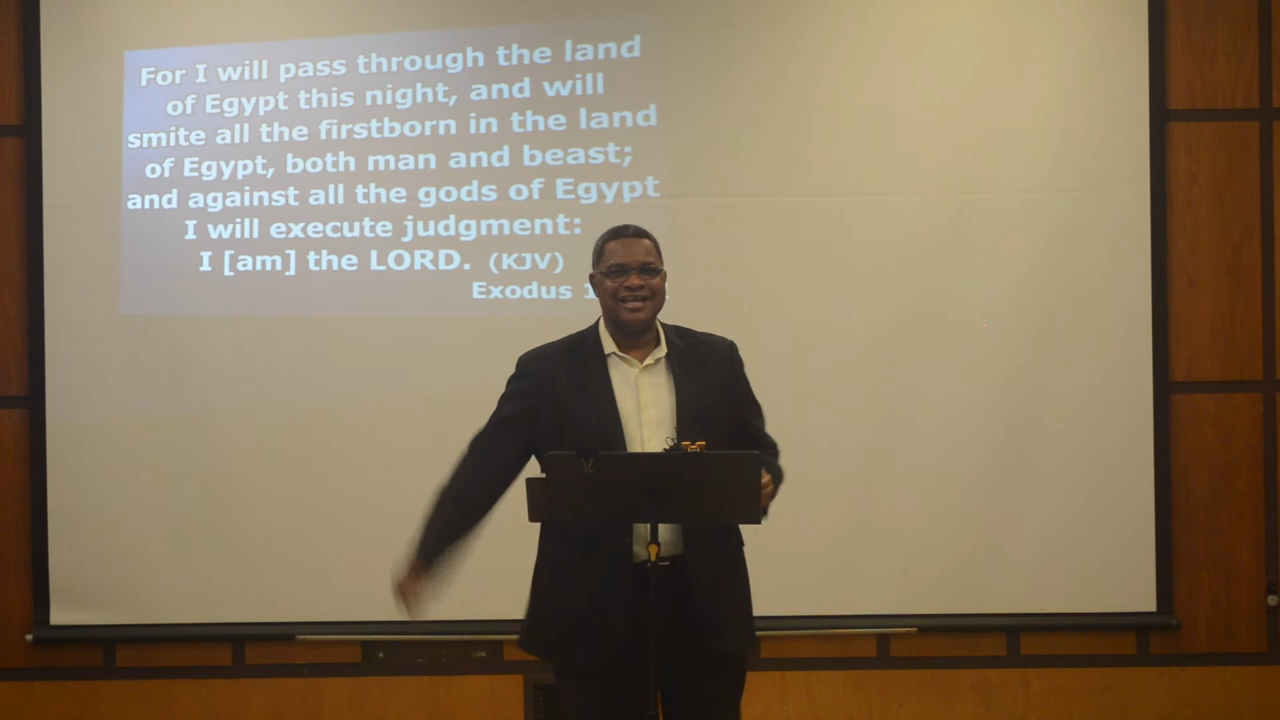 For I will pass through the land
of Egypt this night, and will
smite all the firstborn in the land
of Egypt, both man and beast;
and against all the gods of Egypt
I will execute judgment:
I [am] the LORD. (KJV)
Exodus